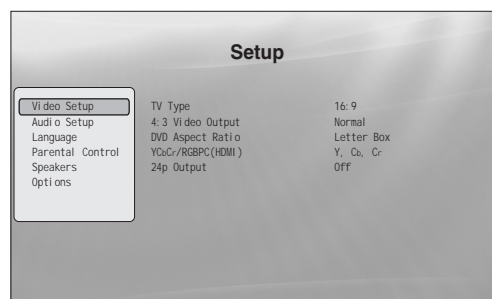 Setup
Video Setup
Audio Setup
Language
Parental Control
Speakers
Options
TV Type 16:9
4:3 Video Output Normal
DVD Aspect Ratio Letter Box
YCbCr/RGBPC(HDMI) Y, Cb, Cr
24p Output Off